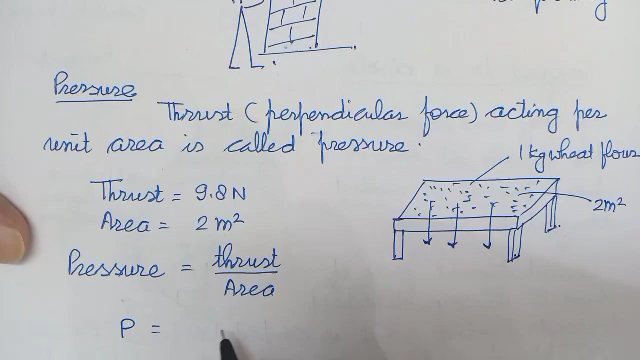 Pressure
Thrust (perpendicular force) acting per
unit area is called pressure.
1 kg wheat flour
Thrust = 9.8 N
2m²
Area = 2 m²
Pressure = thrust
Area
P =